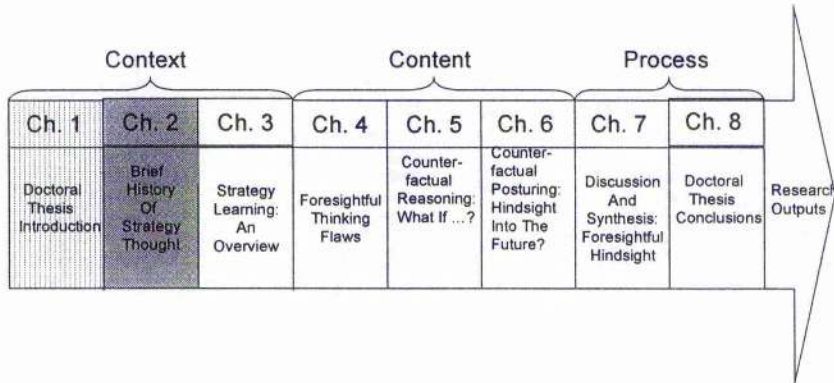 Context
Content
Process
Ch. 1
Ch. 2
Ch. 3
Ch. 4
Ch. 5
Ch. 6
Ch. 7
Ch. 8
Doctoral
Thesis
Introduction
Brief
History
Of
Strategy
Thought
Strategy
Learning:
An
Overview
Foresightful
Thinking
Flaws
Counter-
factual
Reasoning:
What If ...?
Counter-
factual
Posturing:
Hindsight
Into The
Future?
Discussion
And
Synthesis:
Foresightful
Hindsight
Doctoral
Thesis
Conclusions
Research
Outputs